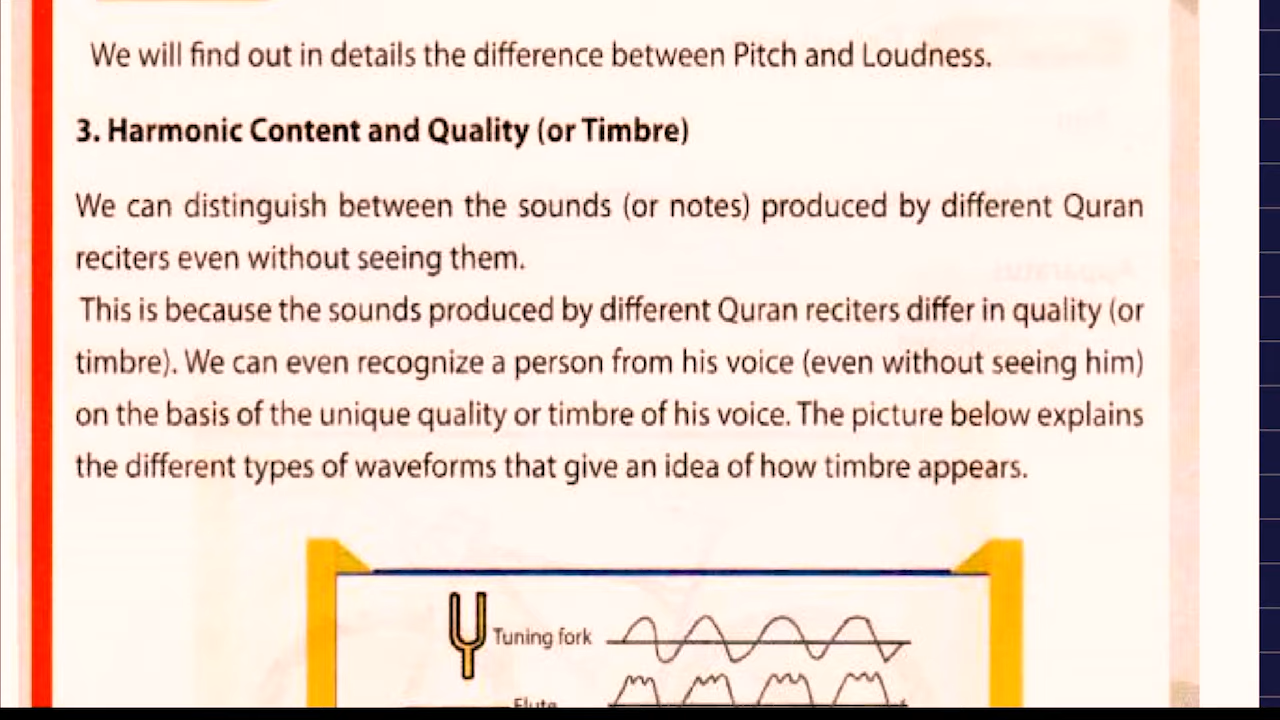 We will find out in details the difference between Pitch and Loudness.
3. Harmonic Content and Quality (or Timbre)
We can distinguish between the sounds (or notes) produced by different Quran
reciters even without seeing them.
This is because the sounds produced by different Quran reciters differ in quality (or
timbre). We can even recognize a person from his voice (even without seeing him)
on the basis of the unique quality or timbre of his voice. The picture below explains
the different types of waveforms that give an idea of how timbre appears.
Tuning fork
Flute